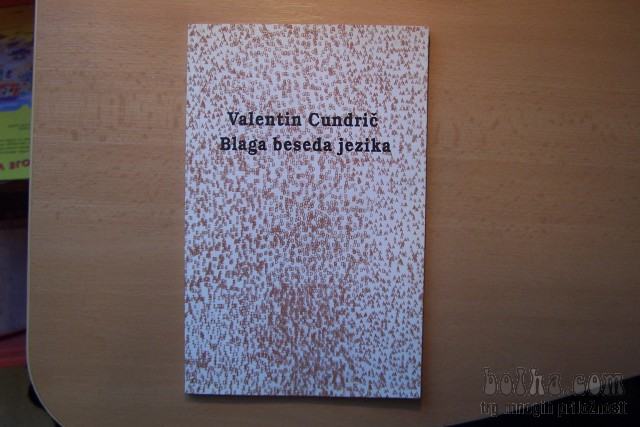 Valentin Cundrič
Blaga beseda jezika
bolha.com
trg mnogih priložnosti